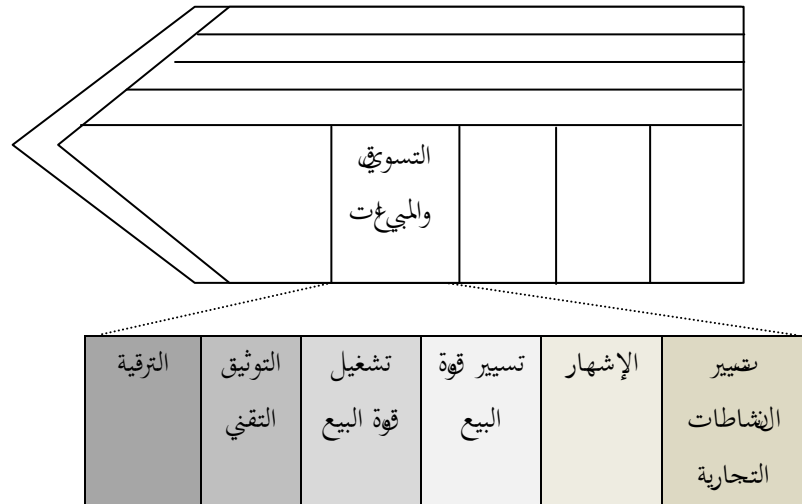 التسويق
والمبيعات
تسيير
النشاطات
التجارية
الإشهار
تسيير قوة
البيع
تشغيل
قوة البيع
التوثيق
التقني
الترقية